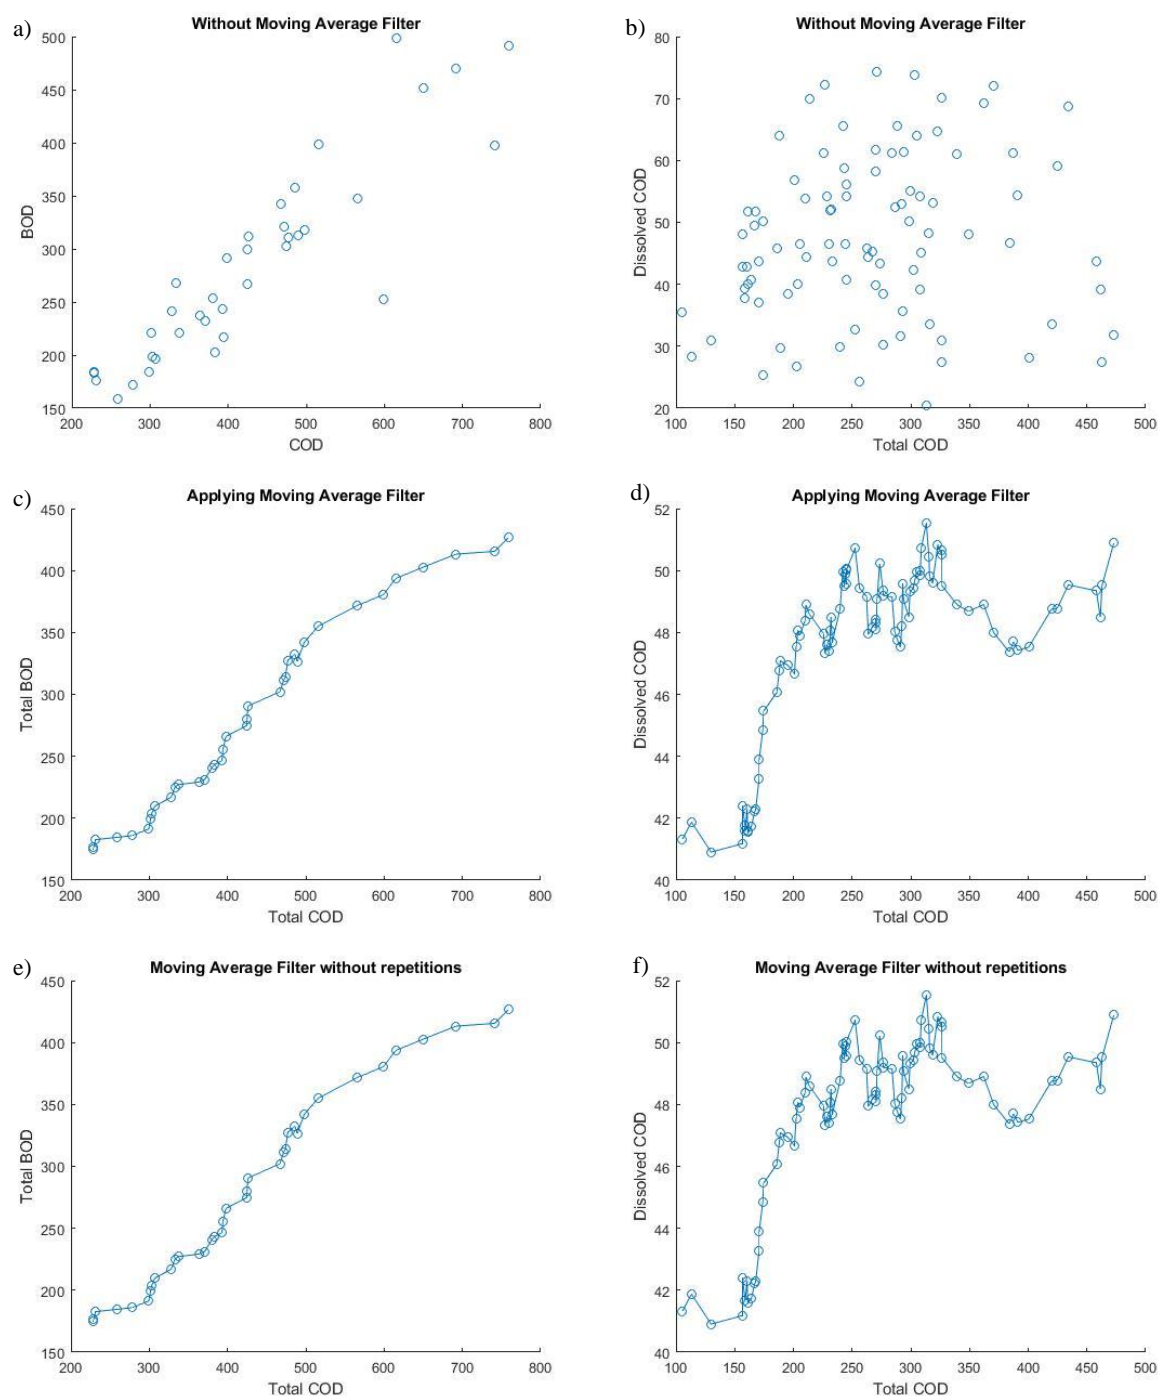 a)
Without Moving Average Filter
500
450
400
350
300
250
200
150
BOD
200 300 400 500 600 700 800
COD
b)
Without Moving Average Filter
80
70
60
50
40
30
20
Dissolved COD
100 150 200 250 300 350 400 450 500
Total COD
c)
Applying Moving Average Filter
450
400
350
300
250
200
150
Total BOD
200 300 400 500 600 700 800
Total COD
d)
Applying Moving Average Filter
52
50
48
46
44
42
40
Dissolved COD
100 150 200 250 300 350 400 450 500
Total COD
e)
Moving Average Filter without repetitions
450
400
350
300
250
200
150
Total BOD
200 300 400 500 600 700 800
Total COD
f)
Moving Average Filter without repetitions
52
50
48
46
44
42
40
Dissolved COD
100 150 200 250 300 350 400 450 500
Total COD